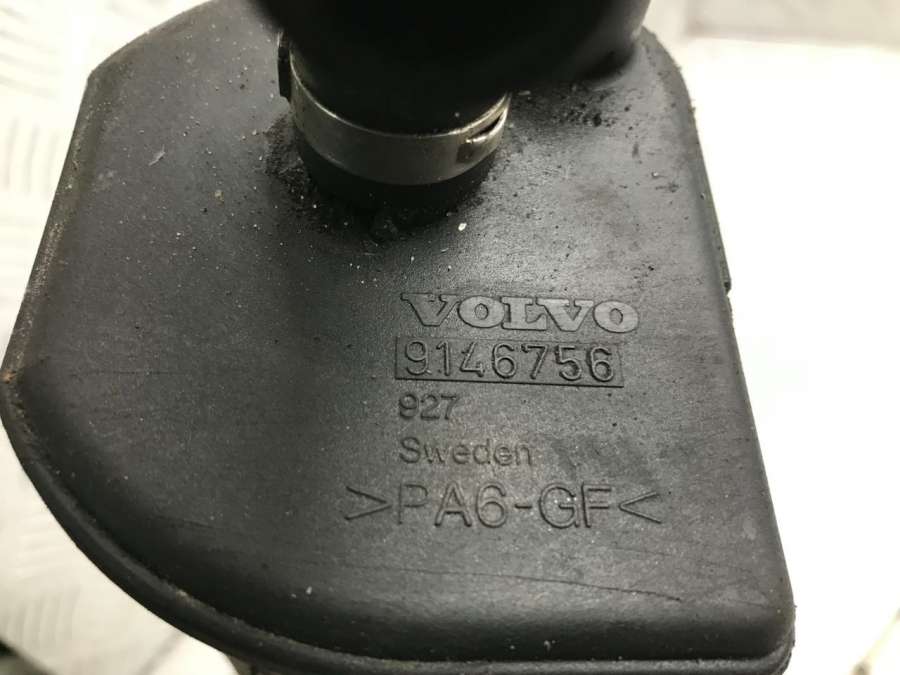 VOLVO
9146756
927
Sweden
>PA6-GF<